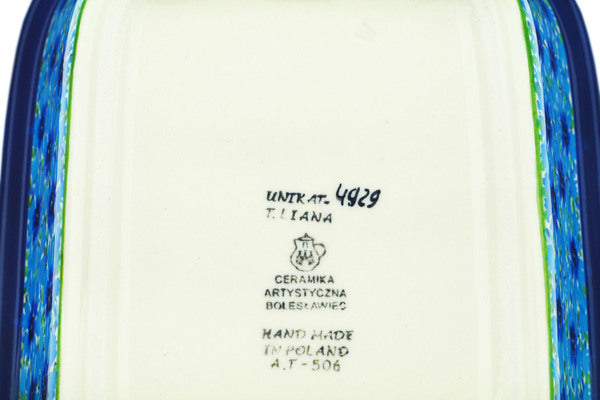 UNIKAT- 4929
T. LIANA
CERAMIKA
ARTYSTYCZNA
BOLESŁAWIEC
HAND MADE
IN POLAND
A.T-506